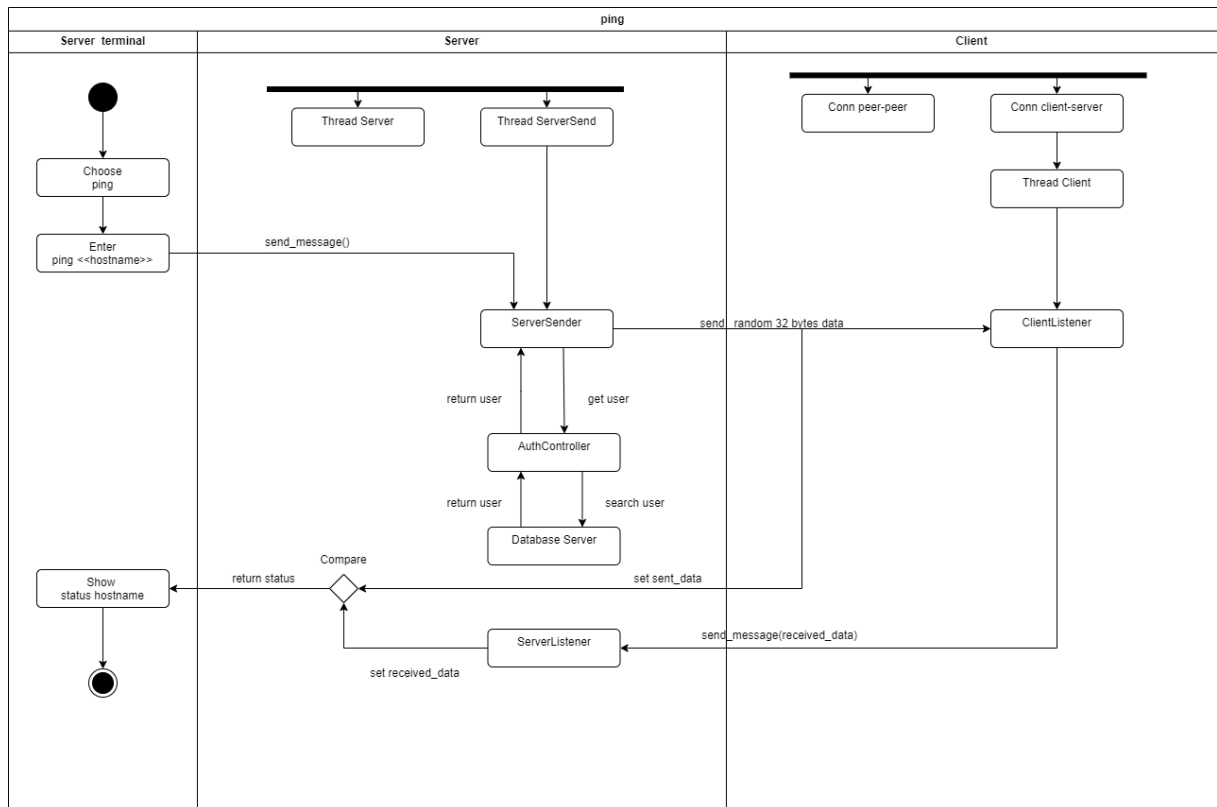 ping
Server terminal
Server
Client
Thread Server
Thread ServerSend
Conn peer-peer
Conn client-server
Choose
ping
Thread Client
Enter
ping <<hostname>>
send_message()
ServerSender
send_ random 32 bytes data
ClientListener
return user
get user
AuthController
return user
search user
Database Server
Compare
Show
status hostname
return status
set sent_data
ServerListener
send_message(received_data)
set received_data